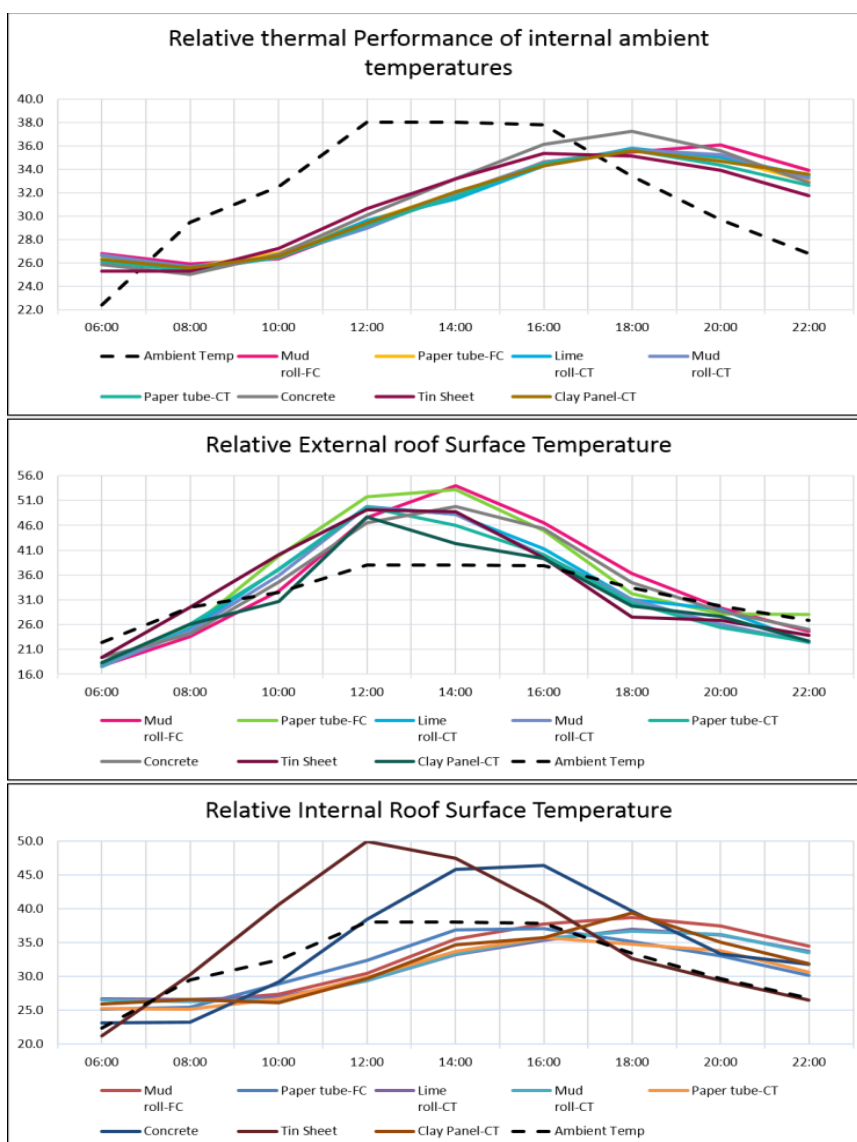 Relative thermal Performance of internal ambient
temperatures
40.0
38.0
36.0
34.0
32.0
30.0
28.0
26.0
24.0
22.0
06:00 08:00 10:00 12:00 14:00 16:00 18:00 20:00 22:00
Ambient Temp Mud Paper tube-FC Lime Mud
roll-FC roll-CT roll-CT
Paper tube-CT Concrete Tin Sheet Clay Panel-CT
Relative External roof Surface Temperature
56.0
51.0
46.0
41.0
36.0
31.0
26.0
21.0
16.0
06:00 08:00 10:00 12:00 14:00 16:00 18:00 20:00 22:00
Mud Paper tube-FC Lime Mud Paper tube-CT
roll-FC roll-CT roll-CT
Concrete Tin Sheet Clay Panel-CT Ambient Temp
Relative Internal Roof Surface Temperature
50.0
45.0
40.0
35.0
30.0
25.0
20.0
06:00 08:00 10:00 12:00 14:00 16:00 18:00 20:00 22:00
Mud Paper tube-FC Lime Mud Paper tube-CT
roll-FC roll-CT roll-CT
Concrete Tin Sheet Clay Panel-CT Ambient Temp